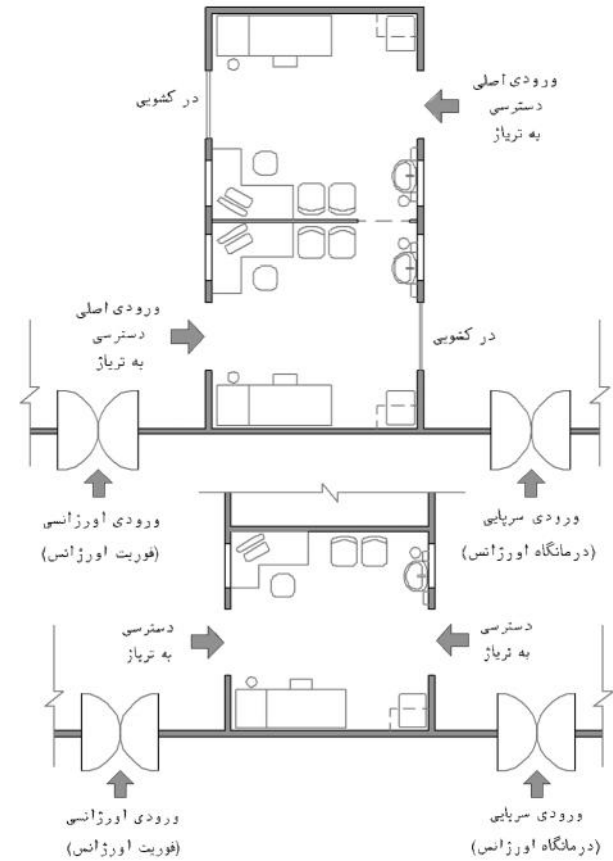 ورودی اصلی
دسترسی
به تریاژ
در کشویی
ورودی اصلی
دسترسی
به تریاژ
در کشویی
ورودی سرپایی
(درمانگاه اورژانس)
ورودی اورژانسی
(فوریت اورژانس)
دسترسی
به تریاژ
دسترسی
به تریاژ
ورودی سرپایی
(درمانگاه اورژانس)
ورودی اورژانسی
(فوریت اورژانس)